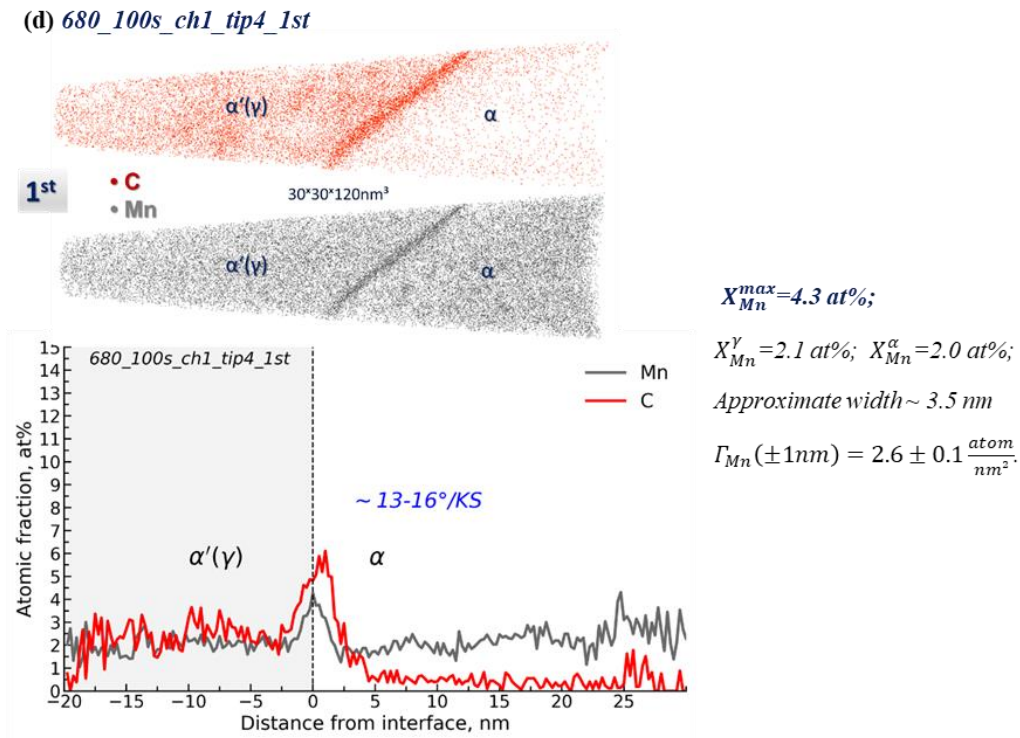 (d) 680_100s_ch1_tip4_1st
α'(γ)
α
1st
• C
• Mn
30×30×120nm³
α'(γ)
α
X_Mn^max=4.3 at%;
X_Mn^γ=2.1 at%; X_Mn^α=2.0 at%;
Approximate width~ 3.5 nm
Γ_Mn(±1nm) = 2.6 ± 0.1 atom/nm².
680_100s_ch1_tip4_1st
Mn
C
~ 13-16°/KS
α′(γ)
α
Atomic fraction, at%
15
14
13
12
11
10
9
8
7
6
5
4
3
2
1
0
−20 −15 −10 −5 0 5 10 15 20 25
Distance from interface, nm